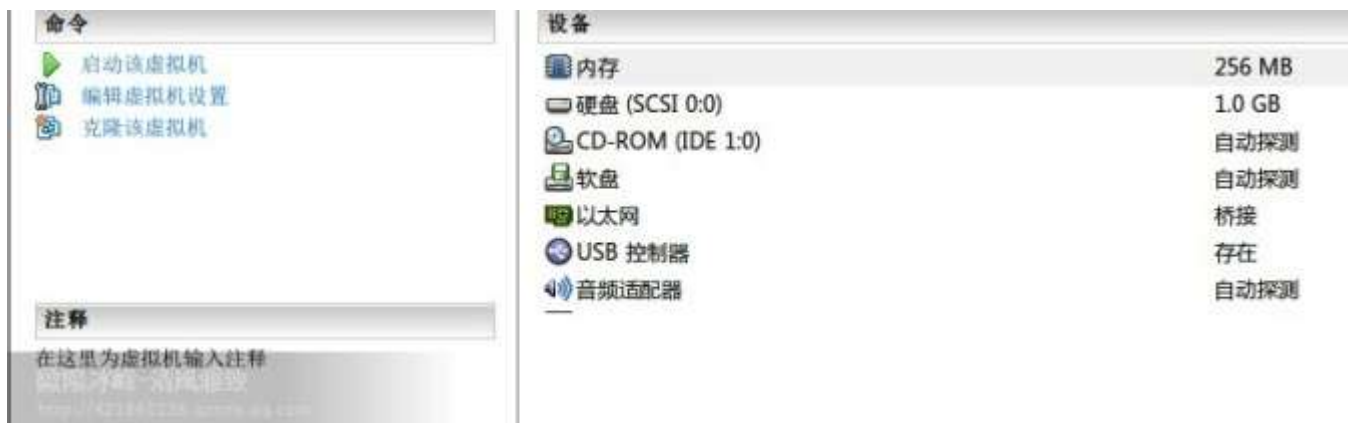 命令
启动该虚拟机
编辑虚拟机设置
克隆该虚拟机
注释
在这里为虚拟机输入注释
设备
内存 256 MB
硬盘 (SCSI 0:0) 1.0 GB
CD-ROM (IDE 1:0) 自动探测
软盘 自动探测
以太网 桥接
USB 控制器 存在
音频适配器 自动探测